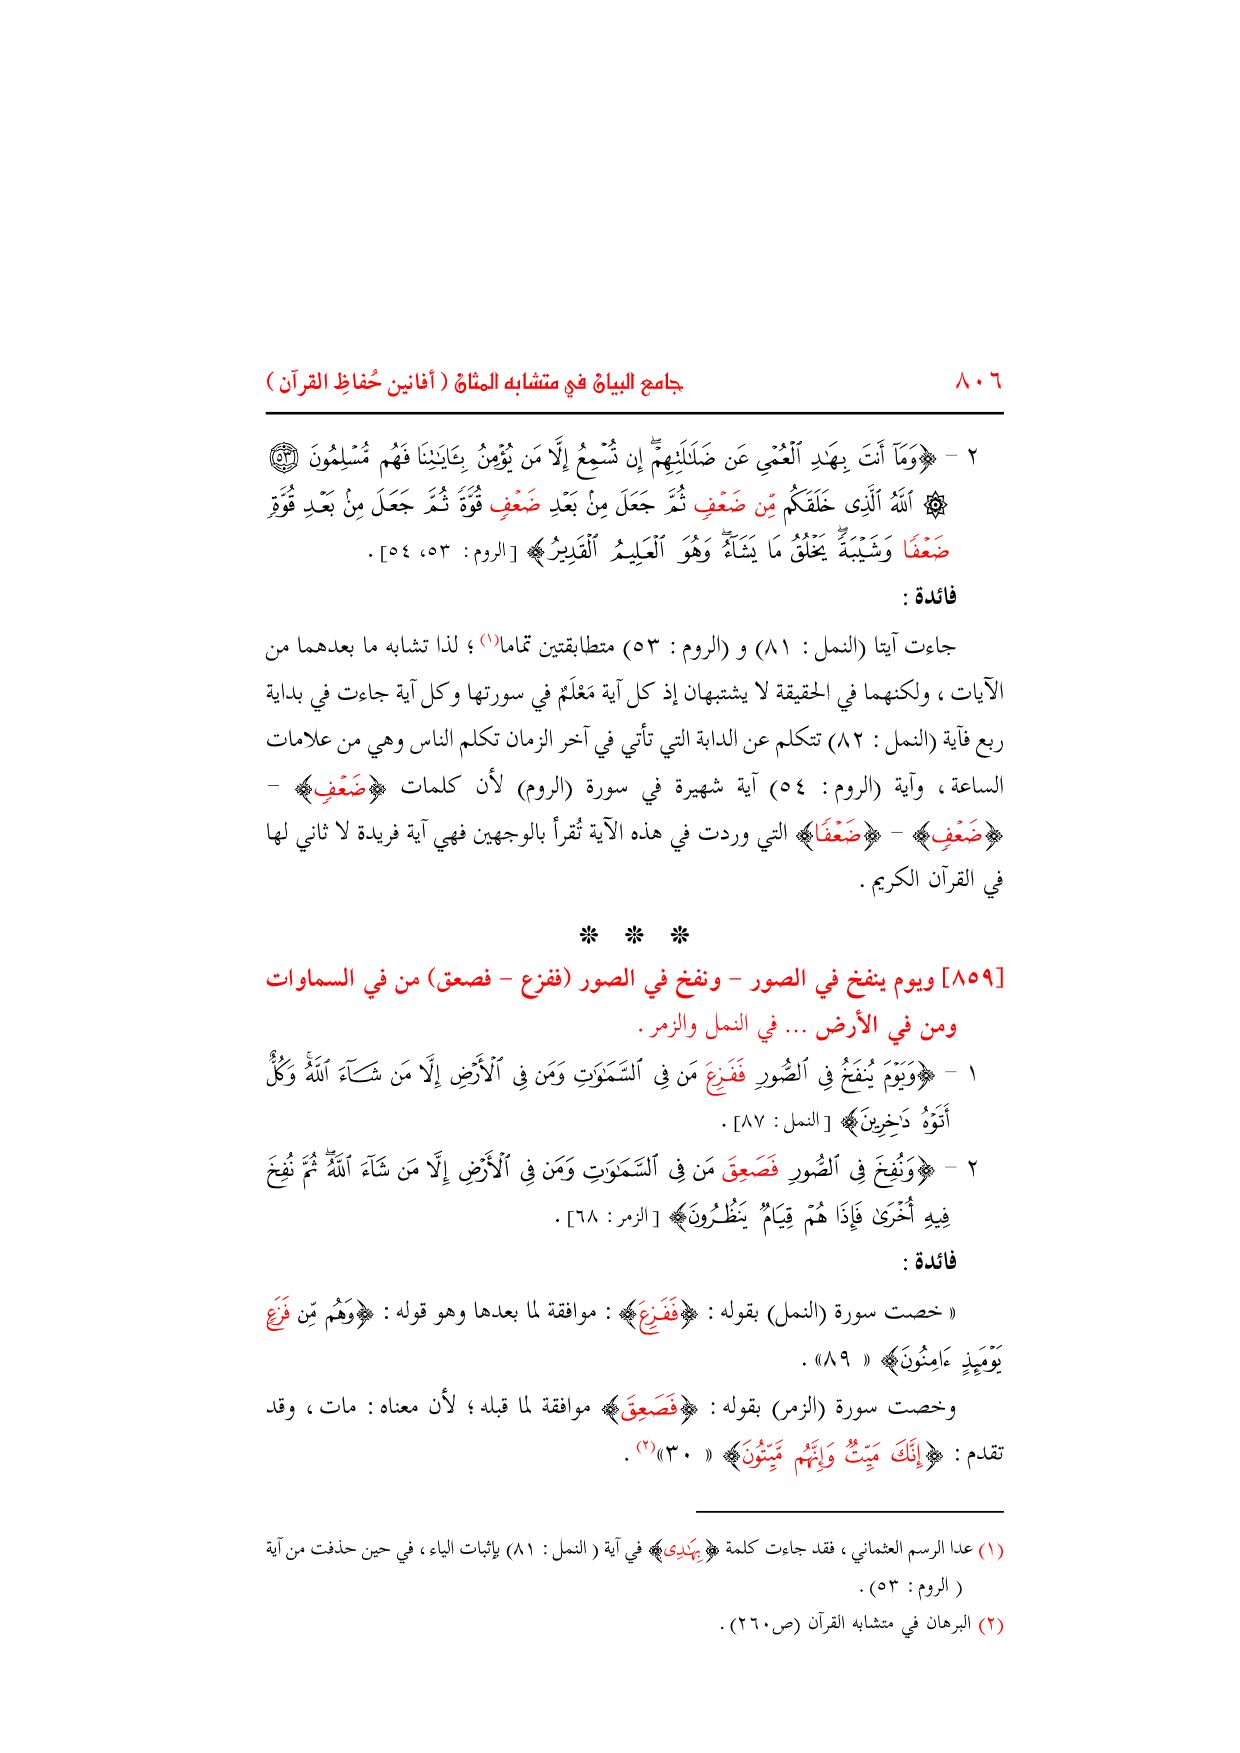 ٨٠٦ جامع البيان في متشابه المثان ( أفانين حُفاظِ القرآن )
٢ – ﴿وَمَآ أَنتَ بِهَٰدِ ٱلْعُمْىِ عَن ضَلَٰلَتِهِمْ ۖ إِن تُسْمِعُ إِلَّا مَن يُؤْمِنُ بِـَٔايَٰتِنَا فَهُم مُّسْلِمُونَ ٥٣
۞ ٱللَّهُ ٱلَّذِى خَلَقَكُم مِّن ضَعْفٍ ثُمَّ جَعَلَ مِنۢ بَعْدِ ضَعْفٍ قُوَّةً ثُمَّ جَعَلَ مِنۢ بَعْدِ قُوَّةٍ
ضَعْفًا وَشَيْبَةً ۚ يَخْلُقُ مَا يَشَآءُ ۖ وَهُوَ ٱلْعَلِيمُ ٱلْقَدِيرُ﴾ [الروم : ٥٣، ٥٤] .
فائدة :
جاءت آيتا (النمل : ٨١) و (الروم : ٥٣) متطابقتين تماما(١) ؛ لذا تشابه ما بعدهما من
الآيات ، ولكنهما في الحقيقة لا يشتبهان إذ كل آية مَعْلَمٌ في سورتها وكل آية جاءت في بداية
ربع فآية (النمل : ٨٢) تتكلم عن الدابة التي تأتي في آخر الزمان تكلم الناس وهي من علامات
الساعة ، وآية (الروم : ٥٤) آية شهيرة في سورة (الروم) لأن كلمات ﴿ضَعْفٍ﴾ –
﴿ضَعْفٍ﴾ – ﴿ضَعْفًا﴾ التي وردت في هذه الآية تُقرأ بالوجهين فهي آية فريدة لا ثاني لها
في القرآن الكريم .
❊ ❊ ❊
[٨٥٩] ويوم ينفخ في الصور – ونفخ في الصور (ففزع – فصعق) من في السماوات
ومن في الأرض ... في النمل والزمر .
١ – ﴿وَيَوْمَ يُنفَخُ فِى ٱلصُّورِ فَفَزِعَ مَن فِى ٱلسَّمَٰوَٰتِ وَمَن فِى ٱلْأَرْضِ إِلَّا مَن شَآءَ ٱللَّهُ ۚ وَكُلٌّ
أَتَوْهُ دَٰخِرِينَ﴾ [النمل : ٨٧] .
٢ – ﴿وَنُفِخَ فِى ٱلصُّورِ فَصَعِقَ مَن فِى ٱلسَّمَٰوَٰتِ وَمَن فِى ٱلْأَرْضِ إِلَّا مَن شَآءَ ٱللَّهُ ۖ ثُمَّ نُفِخَ
فِيهِ أُخْرَىٰ فَإِذَا هُمْ قِيَامٌ يَنظُرُونَ﴾ [الزمر : ٦٨] .
فائدة :
« خصت سورة (النمل) بقوله : ﴿فَفَزِعَ﴾ : موافقة لما بعدها وهو قوله : ﴿وَهُم مِّن فَزَعٍ
يَوْمَئِذٍ ءَامِنُونَ﴾ « ٨٩» .
وخصت سورة (الزمر) بقوله : ﴿فَصَعِقَ﴾ موافقة لما قبله ؛ لأن معناه : مات ، وقد
تقدم : ﴿إِنَّكَ مَيِّتٌ وَإِنَّهُم مَّيِّتُونَ﴾ « ٣٠»(٢) .
(١) عدا الرسم العثماني ، فقد جاءت كلمة ﴿بِهَٰدِى﴾ في آية ( النمل : ٨١) بإثبات الياء ، في حين حذفت من آية
( الروم : ٥٣) .
(٢) البرهان في متشابه القرآن (ص٢٦٠) .